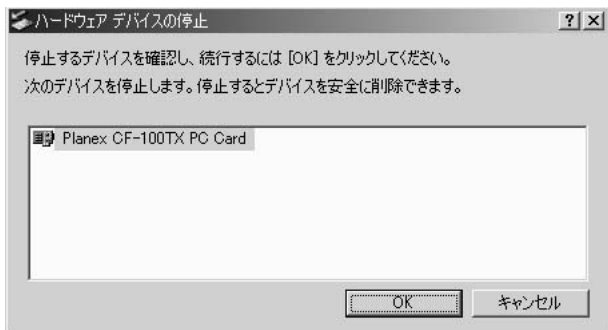 ハードウェア デバイスの停止
停止するデバイスを確認し、続行するには [OK] をクリックしてください。
次のデバイスを停止します。停止するとデバイスを安全に削除できます。
Planex CF-100TX PC Card
OK
キャンセル